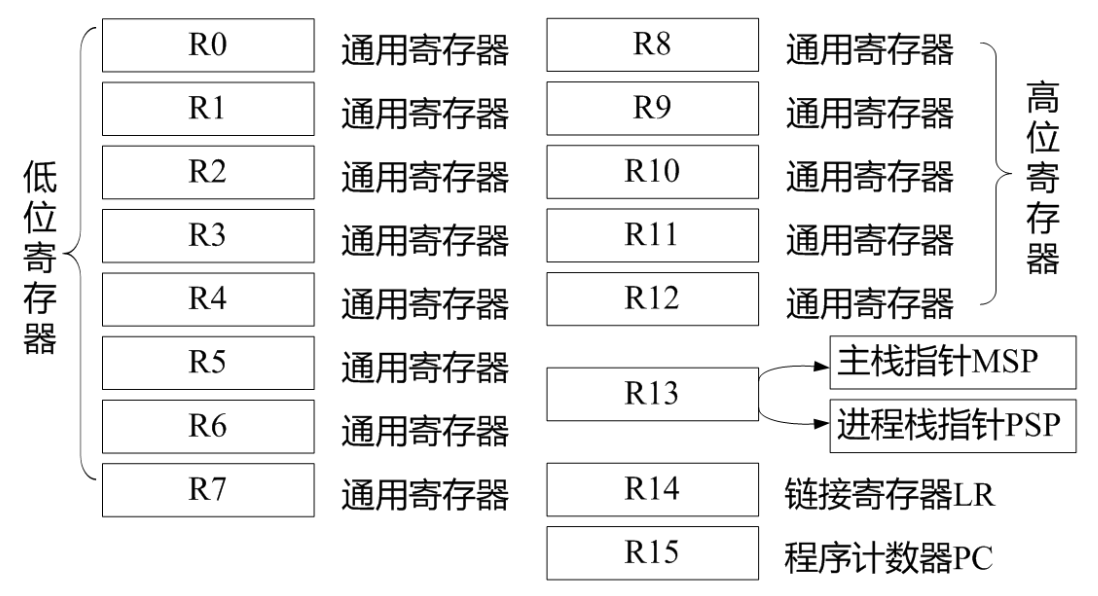 低位寄存器
R0 通用寄存器
R1 通用寄存器
R2 通用寄存器
R3 通用寄存器
R4 通用寄存器
R5 通用寄存器
R6 通用寄存器
R7 通用寄存器
R8 通用寄存器
R9 通用寄存器
R10 通用寄存器
R11 通用寄存器
R12 通用寄存器
高位寄存器
R13
主栈指针MSP
进程栈指针PSP
R14 链接寄存器LR
R15 程序计数器PC